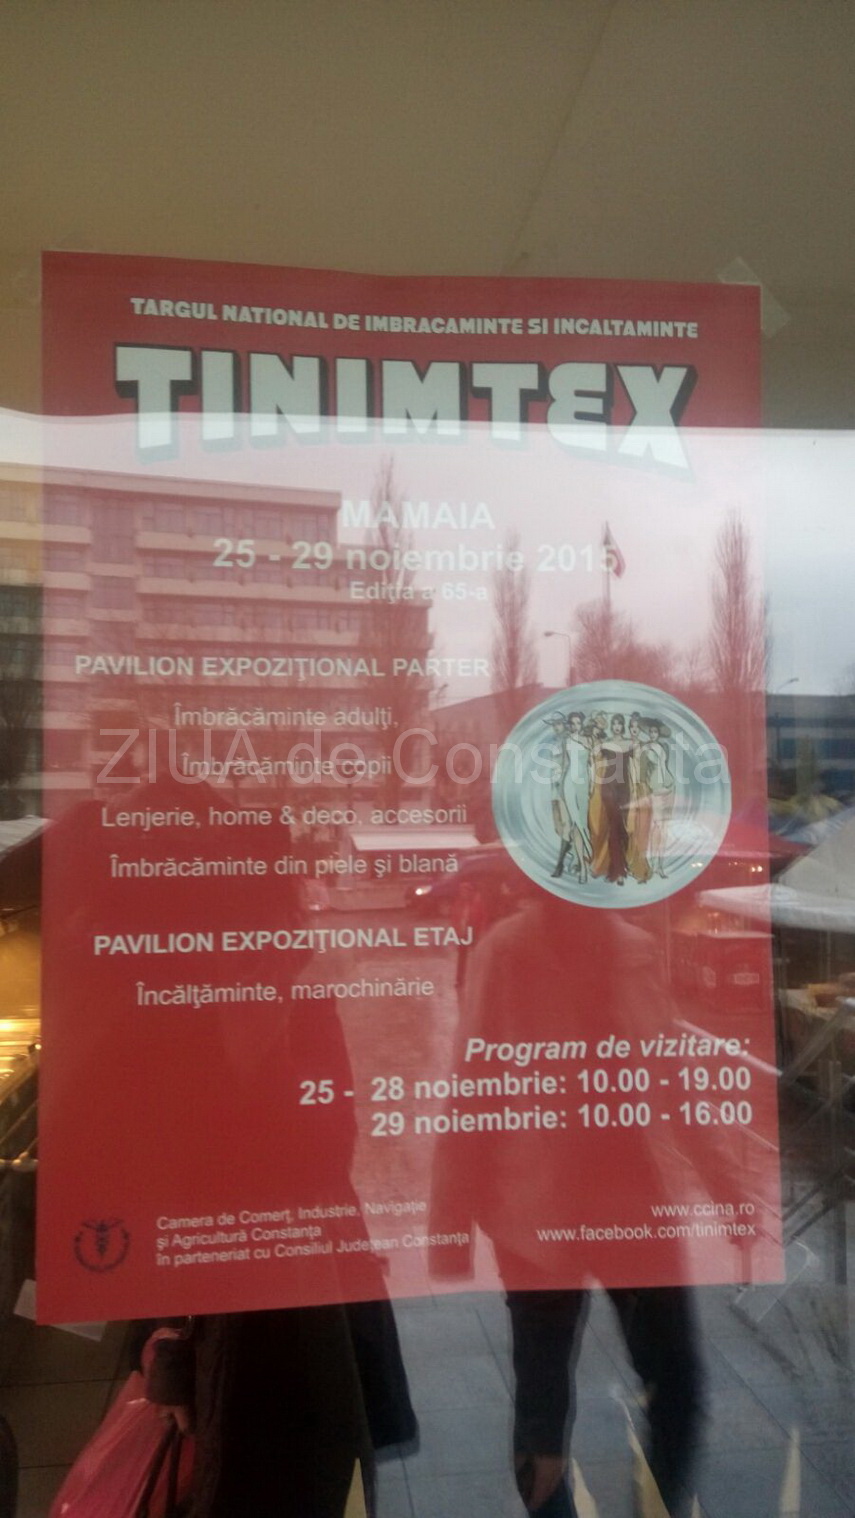 TARGUL NATIONAL DE IMBRACAMINTE SI INCALTAMINTE
TINIMTEX
MAMAIA
25 - 29 noiembrie 2015
Ediţia a 65-a
PAVILION EXPOZIŢIONAL PARTER
Îmbrăcăminte adulţi,
Îmbrăcăminte copii
ZIUA de Constanta
Lenjerie, home & deco, accesorii
Îmbrăcăminte din piele şi blană
PAVILION EXPOZIŢIONAL ETAJ
Încălţăminte, marochinărie
Program de vizitare:
25 - 28 noiembrie: 10.00 - 19.00
29 noiembrie: 10.00 - 16.00
Camera de Comerţ, Industrie, Navigaţie
şi Agricultură Constanţa
în parteneriat cu Consiliul Judeţean Constanţa
www.ccina.ro
www.facebook.com/tinimtex